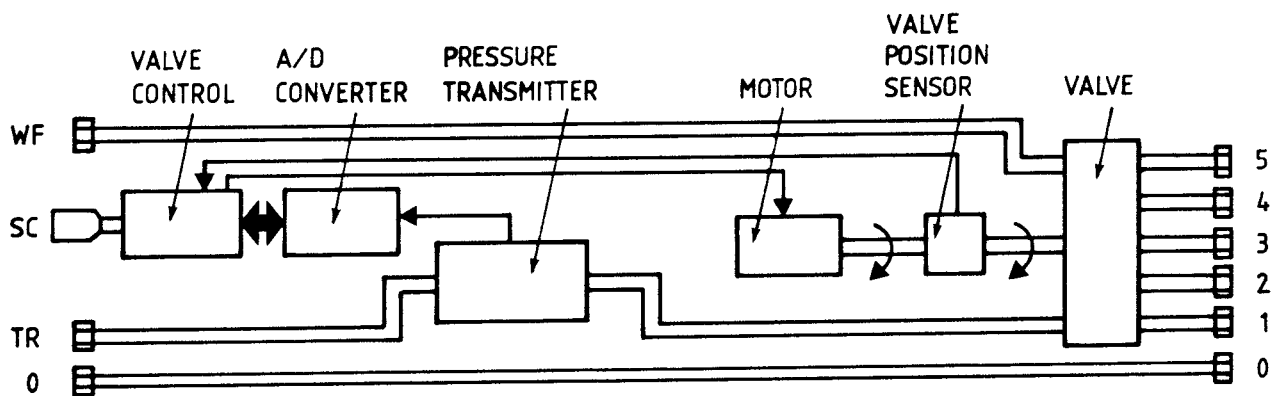 VALVE
CONTROL
A/D
CONVERTER
PRESSURE
TRANSMITTER
MOTOR
VALVE
POSITION
SENSOR
VALVE
WF
SC
TR
0
5
4
3
2
1
0